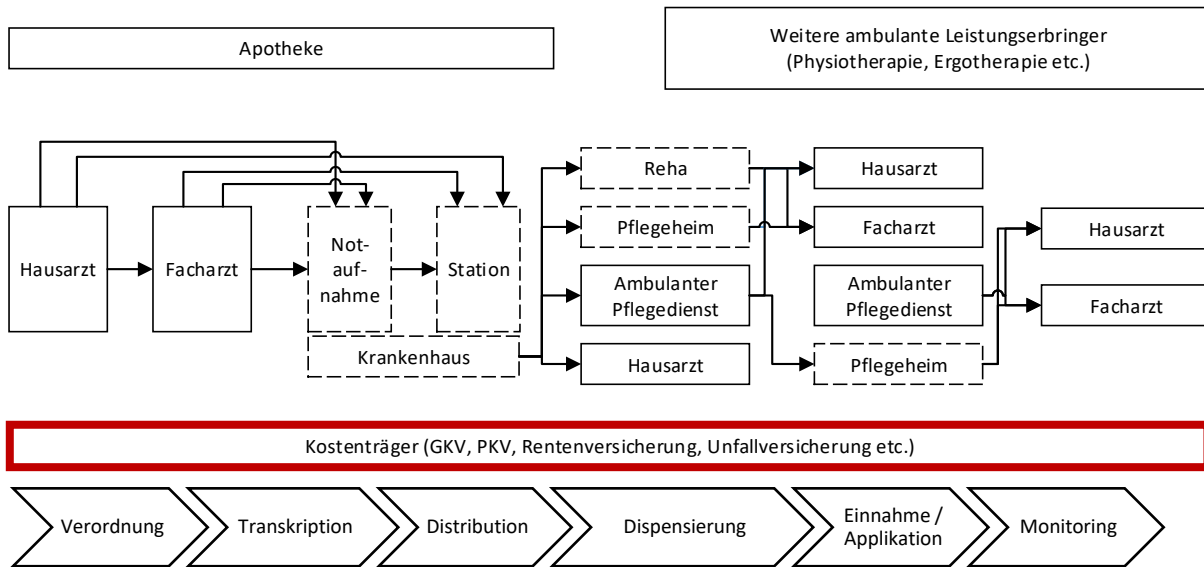 Apotheke
Weitere ambulante Leistungserbringer
(Physiotherapie, Ergotherapie etc.)
Hausarzt
Facharzt
Not-
auf-
nahme
Station
Krankenhaus
Reha
Pflegeheim
Ambulanter
Pflegedienst
Hausarzt
Hausarzt
Facharzt
Ambulanter
Pflegedienst
Pflegeheim
Hausarzt
Facharzt
Kostenträger (GKV, PKV, Rentenversicherung, Unfallversicherung etc.)
Verordnung
Transkription
Distribution
Dispensierung
Einnahme /
Applikation
Monitoring